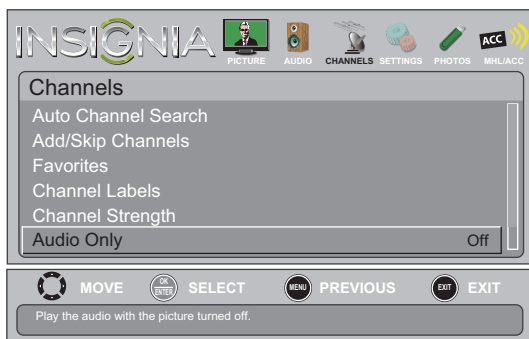 INSIGNIA
PICTURE AUDIO CHANNELS SETTINGS PHOTOS MHL/ACC
ACC
Channels
Auto Channel Search
Add/Skip Channels
Favorites
Channel Labels
Channel Strength
Audio Only Off
MOVE OK ENTER SELECT MENU PREVIOUS EXIT EXIT
Play the audio with the picture turned off.